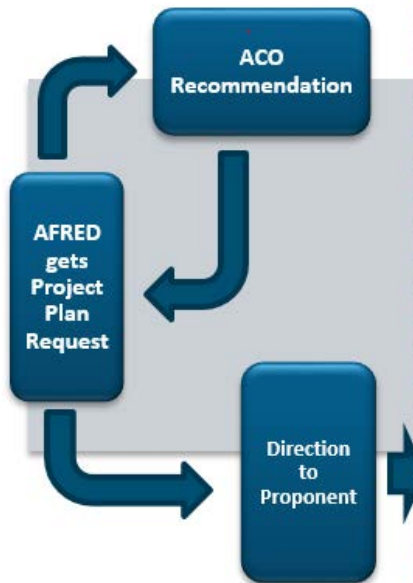 ACO
Recommendation
AFRED
gets
Project
Plan
Request
Direction
to
Proponent